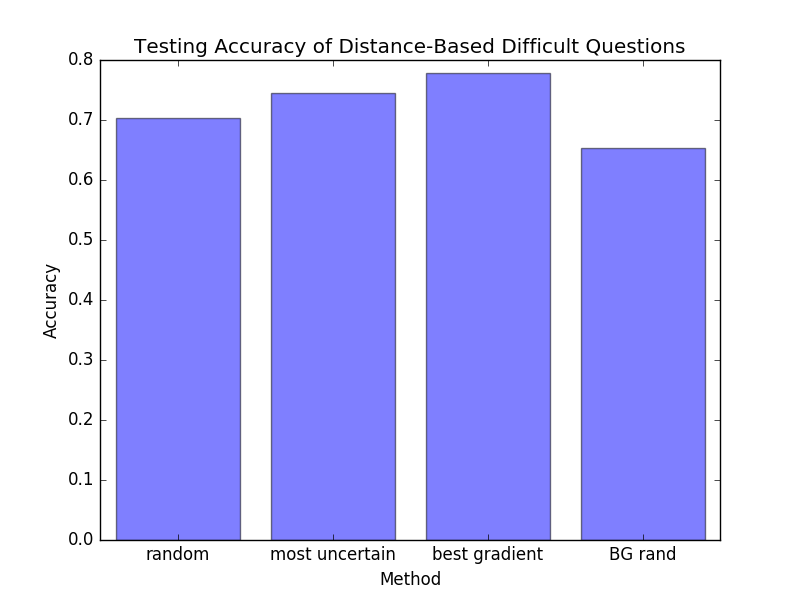 Testing Accuracy of Distance-Based Difficult Questions
0.8
0.7
0.6
0.5
0.4
0.3
0.2
0.1
0.0
Accuracy
random most uncertain best gradient BG rand
Method